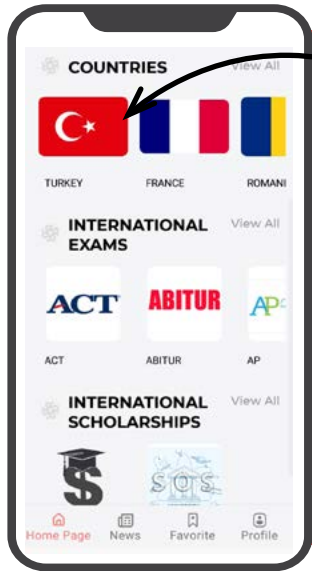 COUNTRIES View All
TURKEY FRANCE ROMANI
INTERNATIONAL View All
EXAMS
ACT ABITUR AP
ACT ABITUR AP
INTERNATIONAL View All
SCHOLARSHIPS
$ SOS
Home Page News Favorite Profile